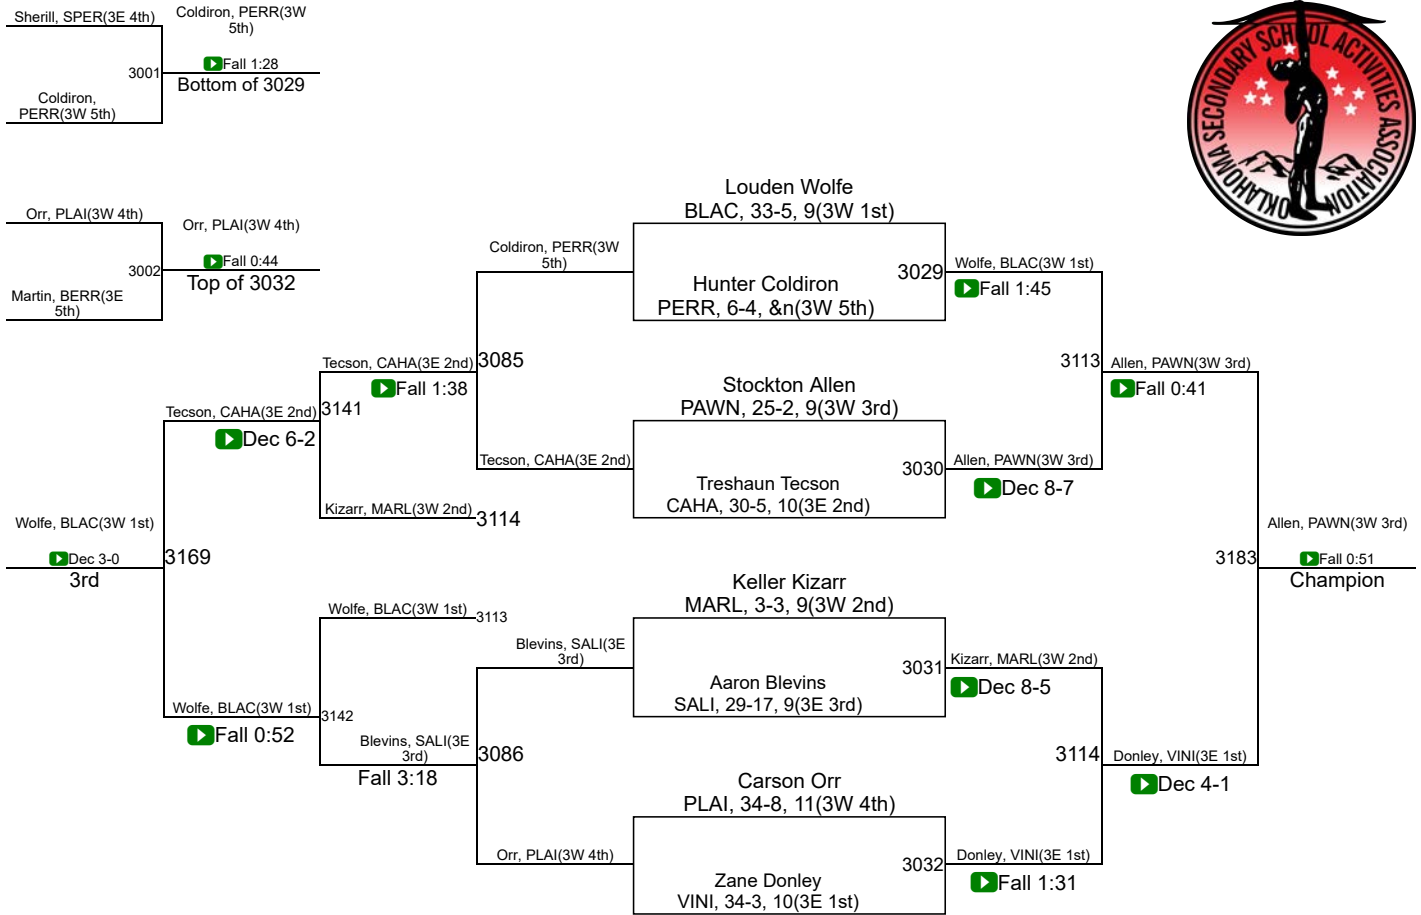 Sherill, SPER(3E 4th)
Coldiron, PERR(3W
5th)
3001
Fall 1:28
Bottom of 3029
Coldiron,
PERR(3W 5th)
OKLAHOMA SECONDARY SCHOOL ACTIVITIES ASSOCIATION
Orr, PLAI(3W 4th)
Orr, PLAI(3W 4th)
3002
Fall 0:44
Top of 3032
Martin, BERR(3E
5th)
Louden Wolfe
BLAC, 33-5, 9(3W 1st)
Coldiron, PERR(3W
5th)
Hunter Coldiron
PERR, 6-4, &n(3W 5th)
3029
Wolfe, BLAC(3W 1st)
Fall 1:45
Tecson, CAHA(3E 2nd)
3085
Fall 1:38
3113
Allen, PAWN(3W 3rd)
Fall 0:41
Stockton Allen
PAWN, 25-2, 9(3W 3rd)
Tecson, CAHA(3E 2nd)
3141
Dec 6-2
Tecson, CAHA(3E 2nd)
Treshaun Tecson
CAHA, 30-5, 10(3E 2nd)
3030
Allen, PAWN(3W 3rd)
Dec 8-7
Kizarr, MARL(3W 2nd)
3114
Wolfe, BLAC(3W 1st)
Dec 3-0
3rd
3169
3183
Allen, PAWN(3W 3rd)
Fall 0:51
Champion
Keller Kizarr
MARL, 3-3, 9(3W 2nd)
Wolfe, BLAC(3W 1st)
3113
Blevins, SALI(3E
3rd)
Aaron Blevins
SALI, 29-17, 9(3E 3rd)
3031
Kizarr, MARL(3W 2nd)
Dec 8-5
Wolfe, BLAC(3W 1st)
3142
Fall 0:52
Blevins, SALI(3E
3rd)
3086
Fall 3:18
3114
Donley, VINI(3E 1st)
Dec 4-1
Carson Orr
PLAI, 34-8, 11(3W 4th)
Orr, PLAI(3W 4th)
Zane Donley
VINI, 34-3, 10(3E 1st)
3032
Donley, VINI(3E 1st)
Fall 1:31